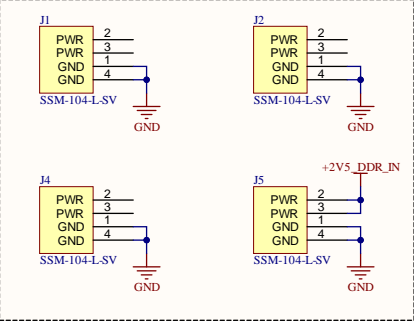 J1
PWR 2
PWR 3
GND 1
GND 4
SSM-104-L-SV
GND
J2
PWR 2
PWR 3
GND 1
GND 4
SSM-104-L-SV
GND
J4
PWR 2
PWR 3
GND 1
GND 4
SSM-104-L-SV
GND
+2V5_DDR_IN
J5
PWR 2
PWR 3
GND 1
GND 4
SSM-104-L-SV
GND